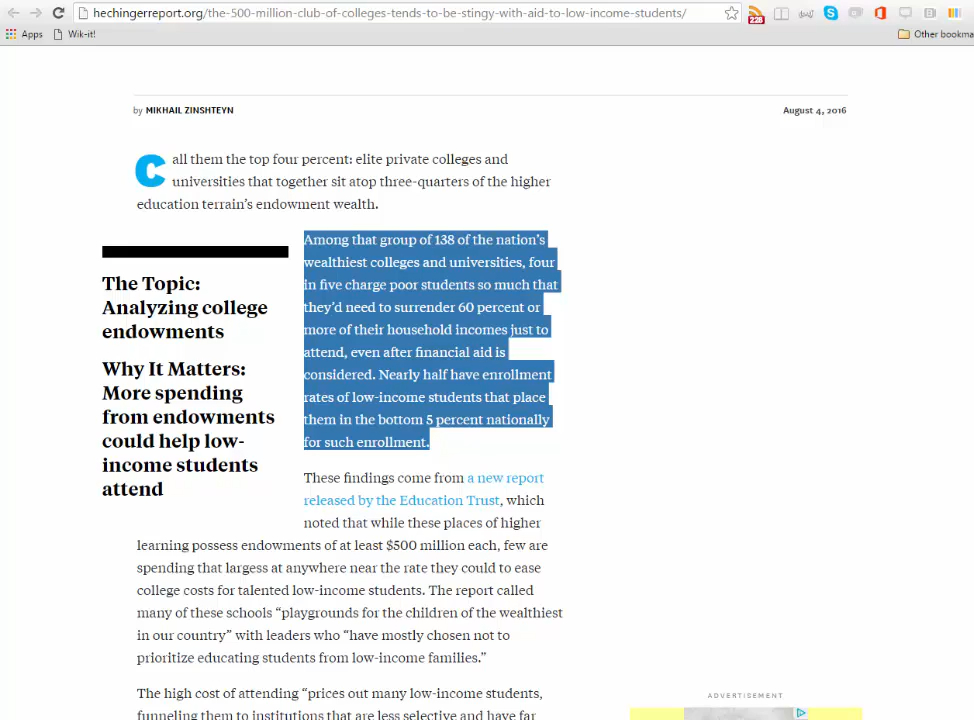 hechingerreport.org/the-500-million-club-of-colleges-tends-to-be-stingy-with-aid-to-low-income-students/
228
Apps Wik-it! Other bookma
by MIKHAIL ZINSHTEYN August 4, 2016
Call them the top four percent: elite private colleges and
universities that together sit atop three-quarters of the higher
education terrain’s endowment wealth.
The Topic:
Analyzing college
endowments
Why It Matters:
More spending
from endowments
could help low-
income students
attend
Among that group of 138 of the nation’s
wealthiest colleges and universities, four
in five charge poor students so much that
they’d need to surrender 60 percent or
more of their household incomes just to
attend, even after financial aid is
considered. Nearly half have enrollment
rates of low-income students that place
them in the bottom 5 percent nationally
for such enrollment.
These findings come from a new report
released by the Education Trust, which
noted that while these places of higher
learning possess endowments of at least $500 million each, few are
spending that largess at anywhere near the rate they could to ease
college costs for talented low-income students. The report called
many of these schools “playgrounds for the children of the wealthiest
in our country” with leaders who “have mostly chosen not to
prioritize educating students from low-income families.”
The high cost of attending “prices out many low-income students,
funneling them to institutions that are less selective and have far
ADVERTISEMENT